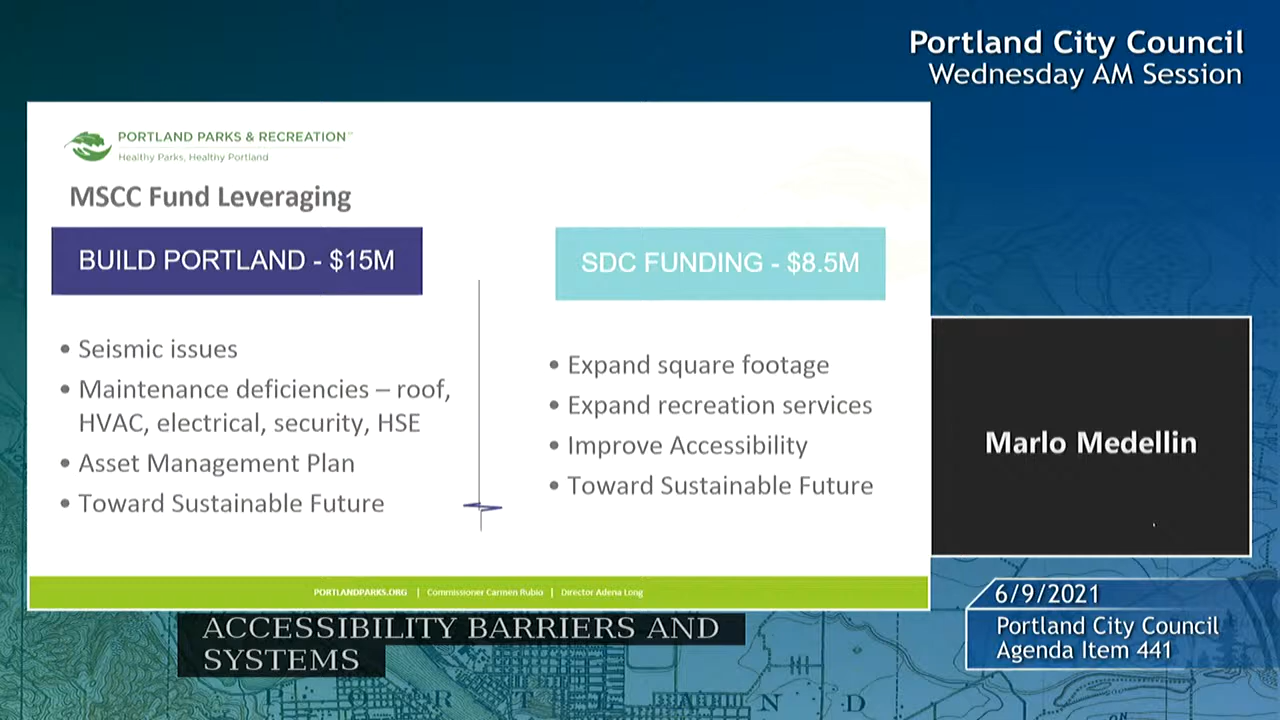 Portland City Council
Wednesday AM Session
PORTLAND PARKS & RECREATION
Healthy Parks, Healthy Portland
MSCC Fund Leveraging
BUILD PORTLAND - $15M
• Seismic issues
• Maintenance deficiencies – roof,
HVAC, electrical, security, HSE
• Asset Management Plan
• Toward Sustainable Future
SDC FUNDING - $8.5M
• Expand square footage
• Expand recreation services
• Improve Accessibility
• Toward Sustainable Future
PORTLANDPARKS.ORG | Commissioner Carmen Rubio | Director Adena Long
Marlo Medellin
6/9/2021
Portland City Council
Agenda Item 441
ACCESSIBILITY BARRIERS AND
SYSTEMS